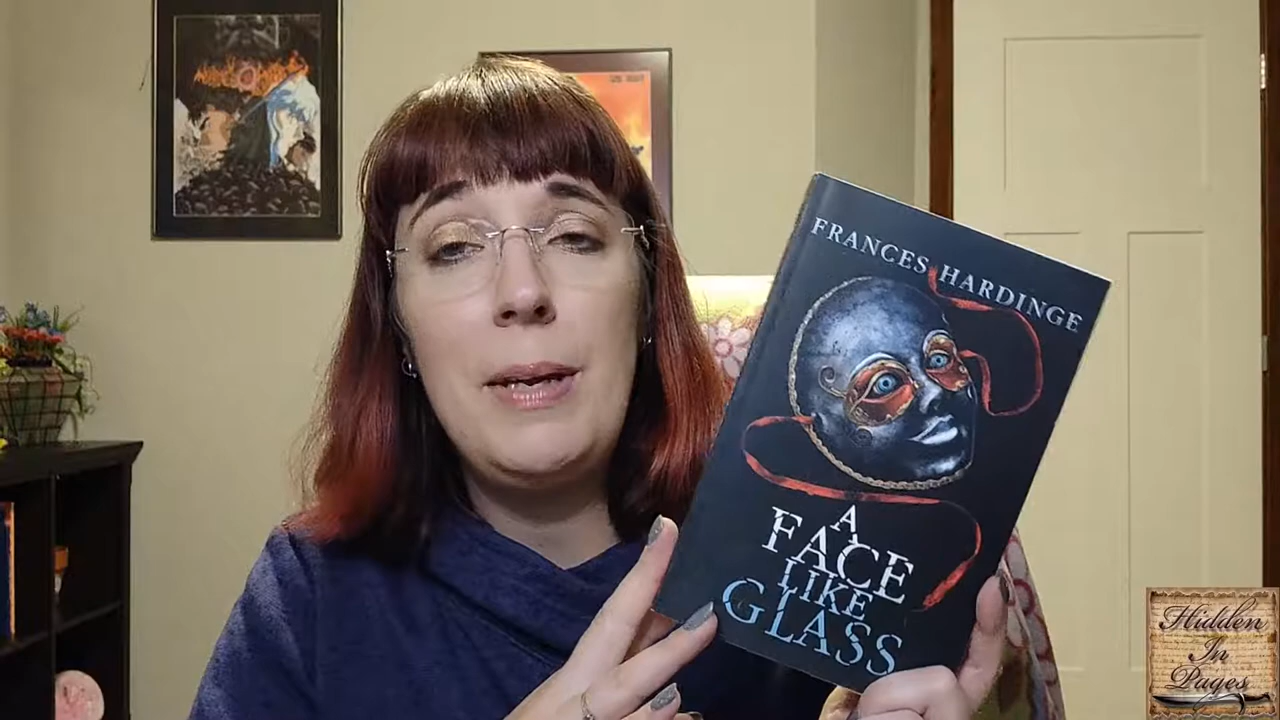 FRANCES HARDINGE
A
FACE
LIKE
GLASS
Hidden
In
Pages